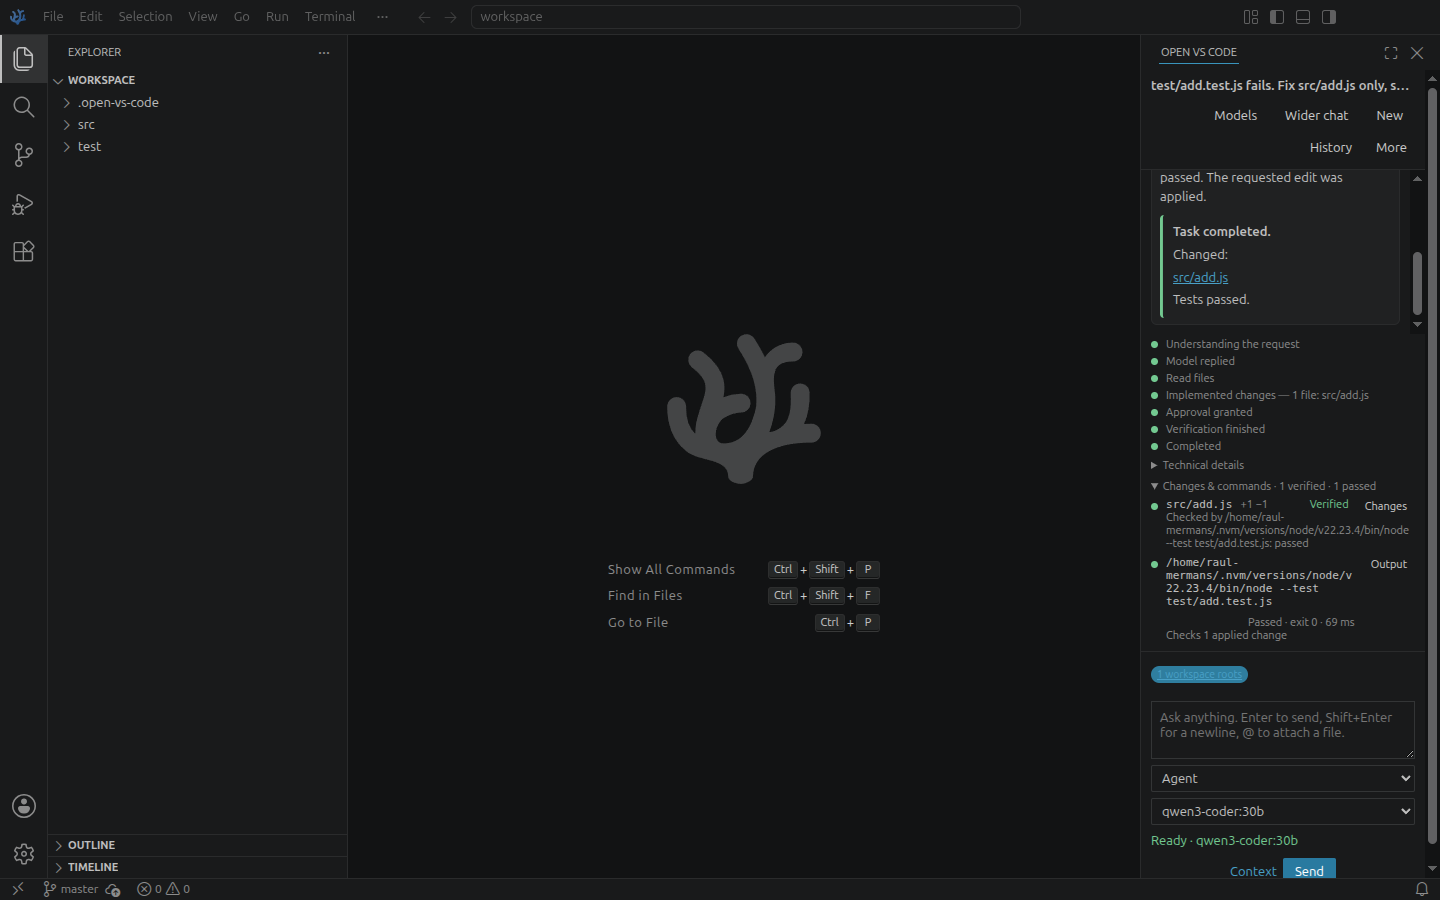 File Edit Selection View Go Run Terminal ··· workspace
EXPLORER ···
WORKSPACE
.open-vs-code
src
test
OUTLINE
TIMELINE
Show All Commands Ctrl + Shift + P
Find in Files Ctrl + Shift + F
Go to File Ctrl + P
OPEN VS CODE
test/add.test.js fails. Fix src/add.js only, s...
Models Wider chat New
History More
passed. The requested edit was
applied.
Task completed.
Changed:
src/add.js
Tests passed.
Understanding the request
Model replied
Read files
Implemented changes — 1 file: src/add.js
Approval granted
Verification finished
Completed
Technical details
Changes & commands · 1 verified · 1 passed
src/add.js +1 −1 Verified Changes
Checked by /home/raul-
mermans/.nvm/versions/node/v22.23.4/bin/node
--test test/add.test.js: passed
/home/raul- Output
mermans/.nvm/versions/node/v
22.23.4/bin/node --test
test/add.test.js
Passed · exit 0 · 69 ms
Checks 1 applied change
1 workspace roots
Ask anything. Enter to send, Shift+Enter
for a newline, @ to attach a file.
Agent
qwen3-coder:30b
Ready · qwen3-coder:30b
Context Send
master 0 0